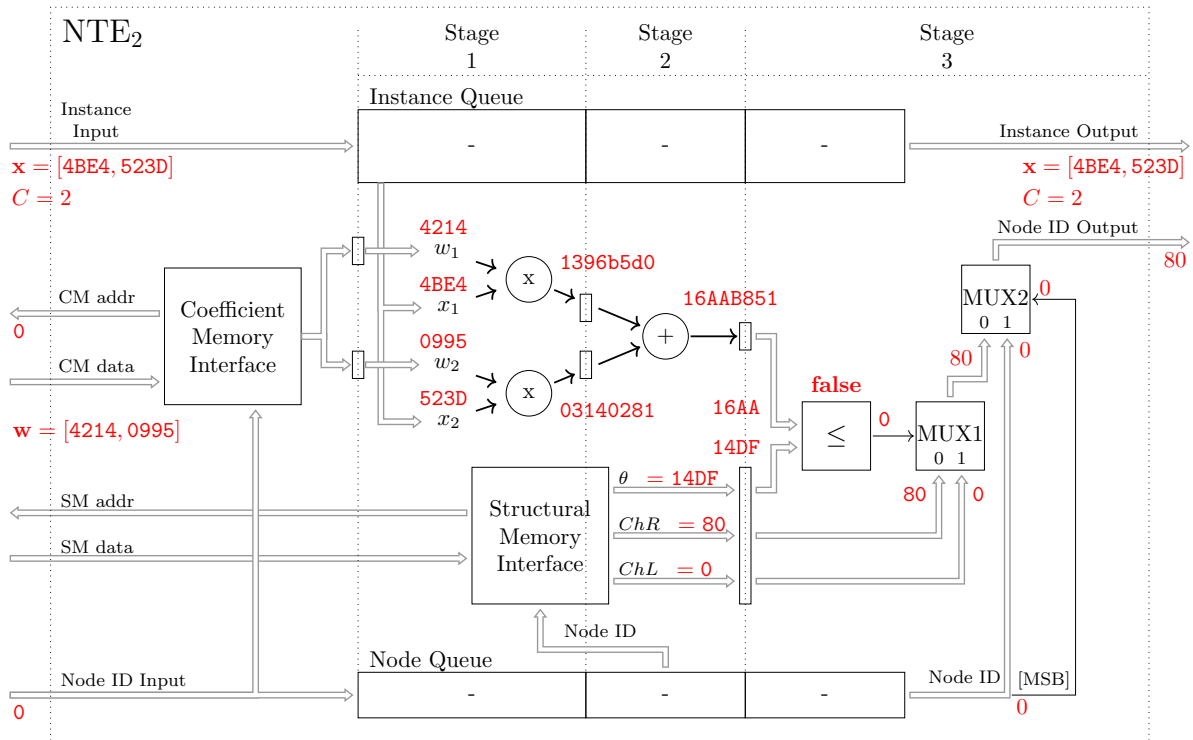 NTE₂
Stage
1
Stage
2
Stage
3
Instance Queue
Instance
Input
-
-
-
Instance Output
x = [4BE4, 523D]
C = 2
x = [4BE4, 523D]
C = 2
Node ID Output
80
4214
w₁
4BE4
x₁
x
1396b5d0
0995
w₂
523D
x₂
x
03140281
+
16AAB851
CM addr
0
CM data
Coefficient
Memory
Interface
w = [4214, 0995]
MUX2
0 1
0
0
80
false
16AA
14DF
≤
0
MUX1
0 1
80
0
SM addr
SM data
Structural
Memory
Interface
θ = 14DF
ChR = 80
ChL = 0
Node ID
Node Queue
Node ID Input
0
-
-
-
Node ID
[MSB]
0